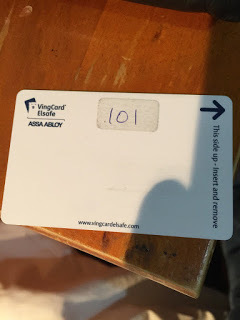 VingCard®
Elsafe
ASSA ABLOY
101
This side up - Insert and remove
www.vingcardelsafe.com